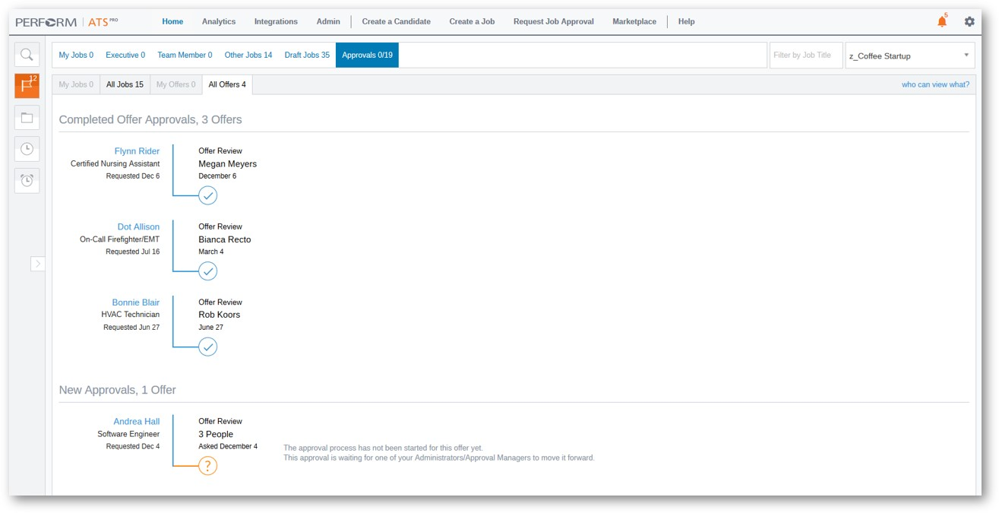 PERFORM ATS PRO Home Analytics Integrations Admin Create a Candidate Create a Job Request Job Approval Marketplace Help 5
My Jobs 0 Executive 0 Team Member 0 Other Jobs 14 Draft Jobs 35 Approvals 0/19 Filter by Job Title z_Coffee Startup
12
My Jobs 0 All Jobs 15 My Offers 0 All Offers 4 who can view what?
Completed Offer Approvals, 3 Offers
Flynn Rider Offer Review
Certified Nursing Assistant Megan Meyers
Requested Dec 6 December 6
Dot Allison Offer Review
On-Call Firefighter/EMT Bianca Recto
Requested Jul 16 March 4
Bonnie Blair Offer Review
HVAC Technician Rob Koors
Requested Jun 27 June 27
New Approvals, 1 Offer
Andrea Hall Offer Review
Software Engineer 3 People
Requested Dec 4 Asked December 4 The approval process has not been started for this offer yet.
This approval is waiting for one of your Administrators/Approval Managers to move it forward.
?